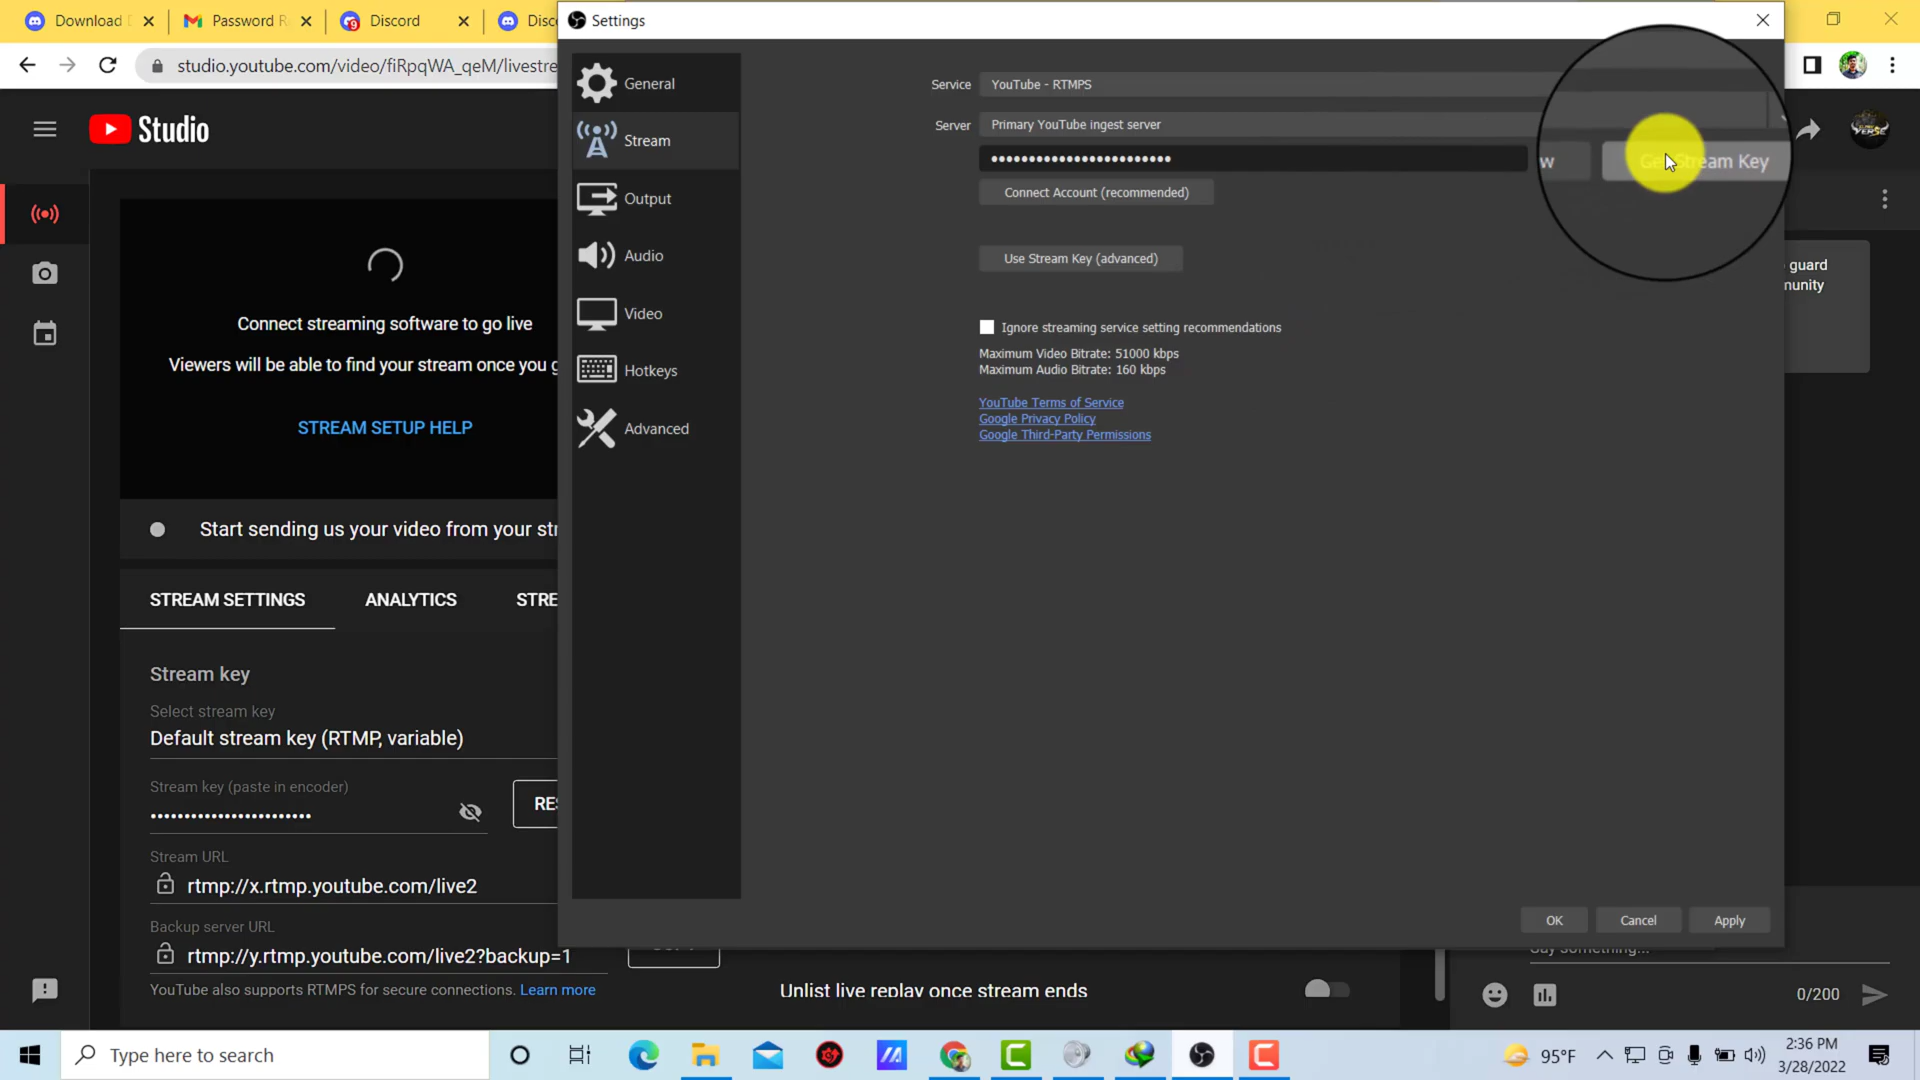 Download
Password R
Discord
Disc
Settings
studio.youtube.com/video/fiRpqWA_qeM/livestre
Studio
General
Stream
Output
Audio
Video
Hotkeys
Advanced
Service
YouTube - RTMPS
Server
Primary YouTube ingest server
••••••••••••••••••••••••
w
Get Stream Key
Connect Account (recommended)
Use Stream Key (advanced)
Ignore streaming service setting recommendations
Maximum Video Bitrate: 51000 kbps
Maximum Audio Bitrate: 160 kbps
YouTube Terms of Service
Google Privacy Policy
Google Third-Party Permissions
guard
nunity
Connect streaming software to go live
Viewers will be able to find your stream once you g
STREAM SETUP HELP
Start sending us your video from your str
STREAM SETTINGS
ANALYTICS
STRE
Stream key
Select stream key
Default stream key (RTMP, variable)
Stream key (paste in encoder)
••••••••••••••••••••••••
RES
Stream URL
rtmp://x.rtmp.youtube.com/live2
Backup server URL
rtmp://y.rtmp.youtube.com/live2?backup=1
YouTube also supports RTMPS for secure connections. Learn more
Unlist live replay once stream ends
OK
Cancel
Apply
Say something...
0/200
Type here to search
95°F
2:36 PM
3/28/2022